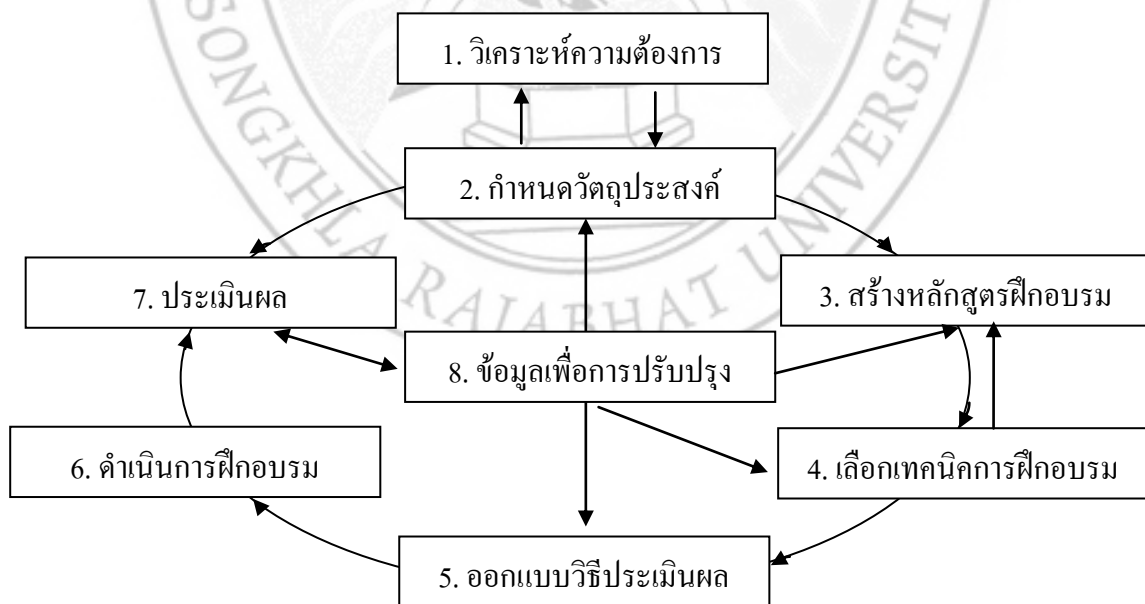 1. วิเคราะห์ความต้องการ
2. กำหนดวัตถุประสงค์
7. ประเมินผล
3. สร้างหลักสูตรฝึกอบรม
8. ข้อมูลเพื่อการปรับปรุง
6. ดำเนินการฝึกอบรม
4. เลือกเทคนิคการฝึกอบรม
5. ออกแบบวิธีประเมินผล
SONGKHLA RAJABHAT UNIVERSIT